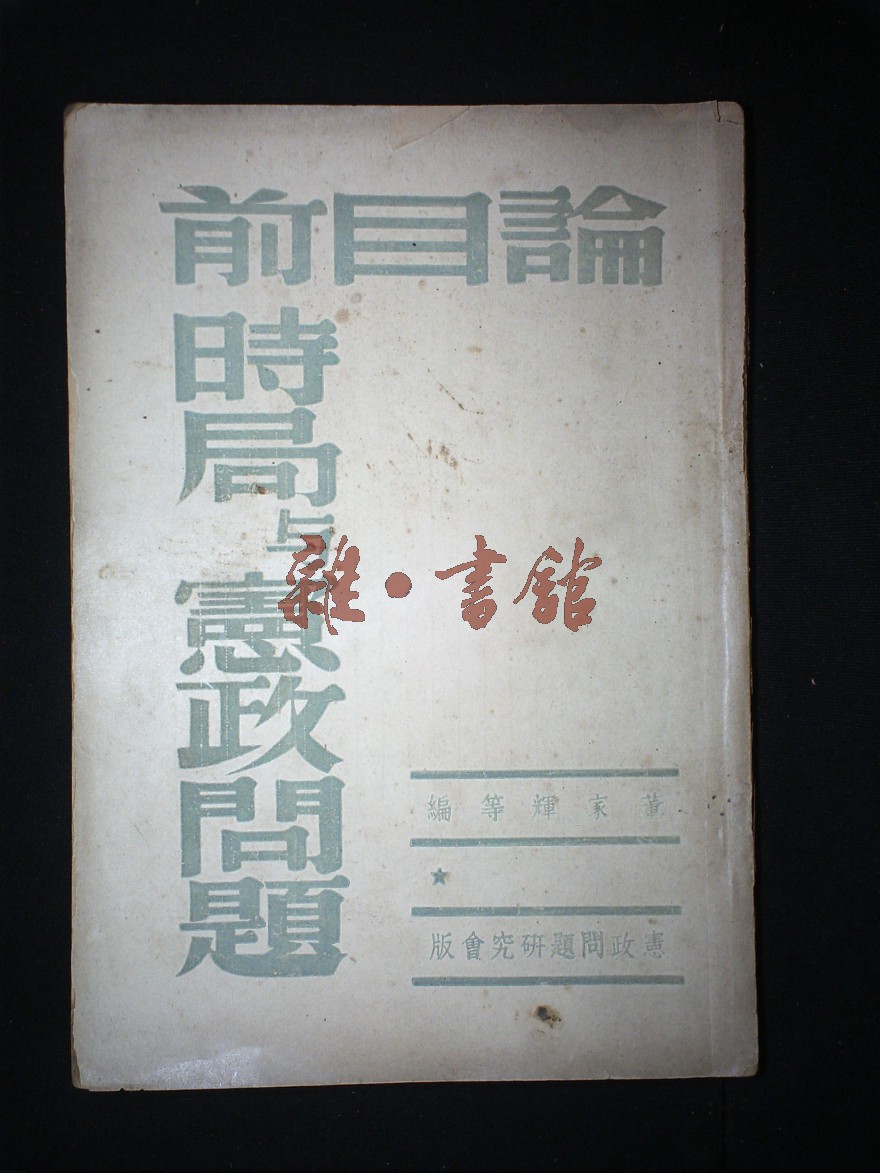 論目前
時局与憲政問題
雜·書館
董家輝等編
憲政問題研究會版